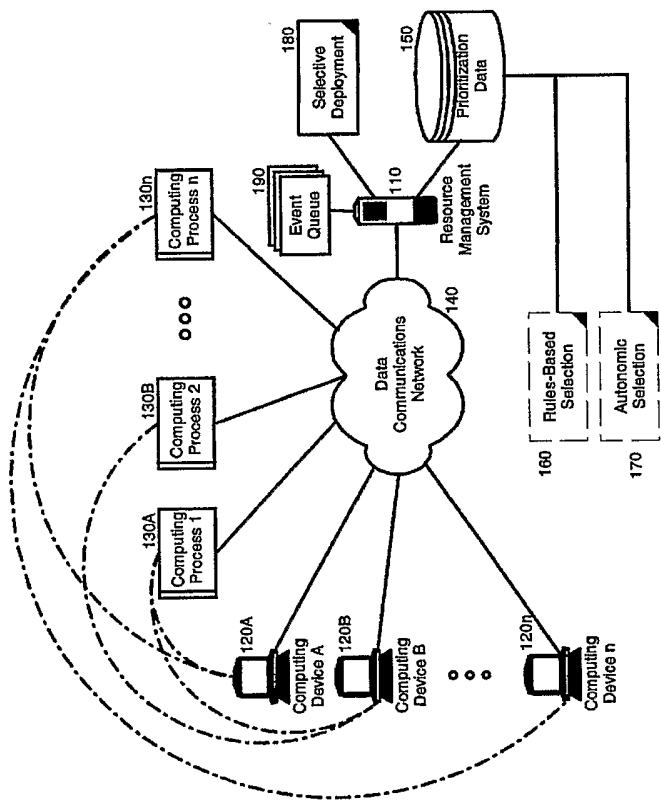 130n
Computing
Process n
130B
Computing
Process 2
130A
Computing
Process 1
180
Selective
Deployment
190
Event
Queue
150
Prioritization
Data
110
Resource
Management
System
140
Data
Communications
Network
120A
Computing
Device A
120B
Computing
Device B
120n
Computing
Device n
160
Rules-Based
Selection
170
Autonomic
Selection